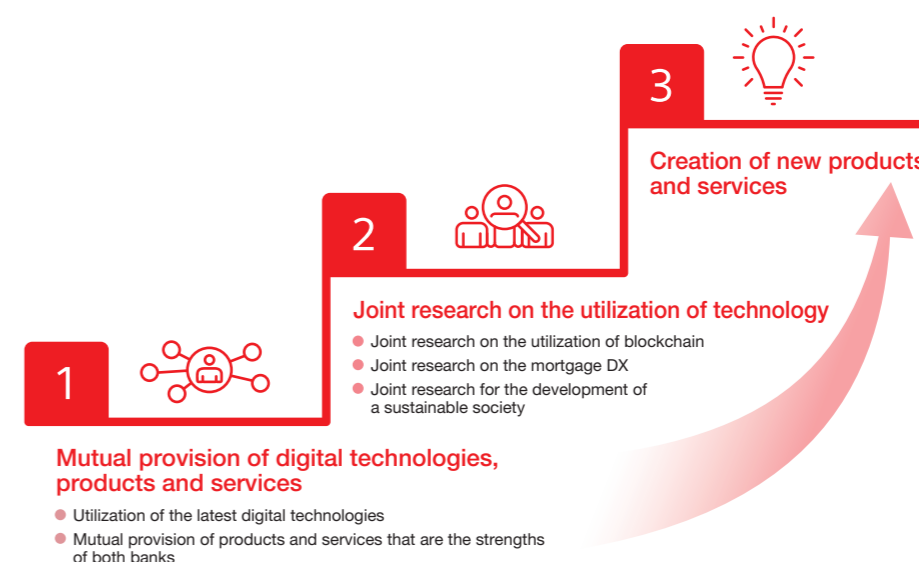 3
Creation of new products
and services
2
Joint research on the utilization of technology
Joint research on the utilization of blockchain
Joint research on the mortgage DX
Joint research for the development of
a sustainable society
1
Mutual provision of digital technologies,
products and services
Utilization of the latest digital technologies
Mutual provision of products and services that are the strengths
of both banks